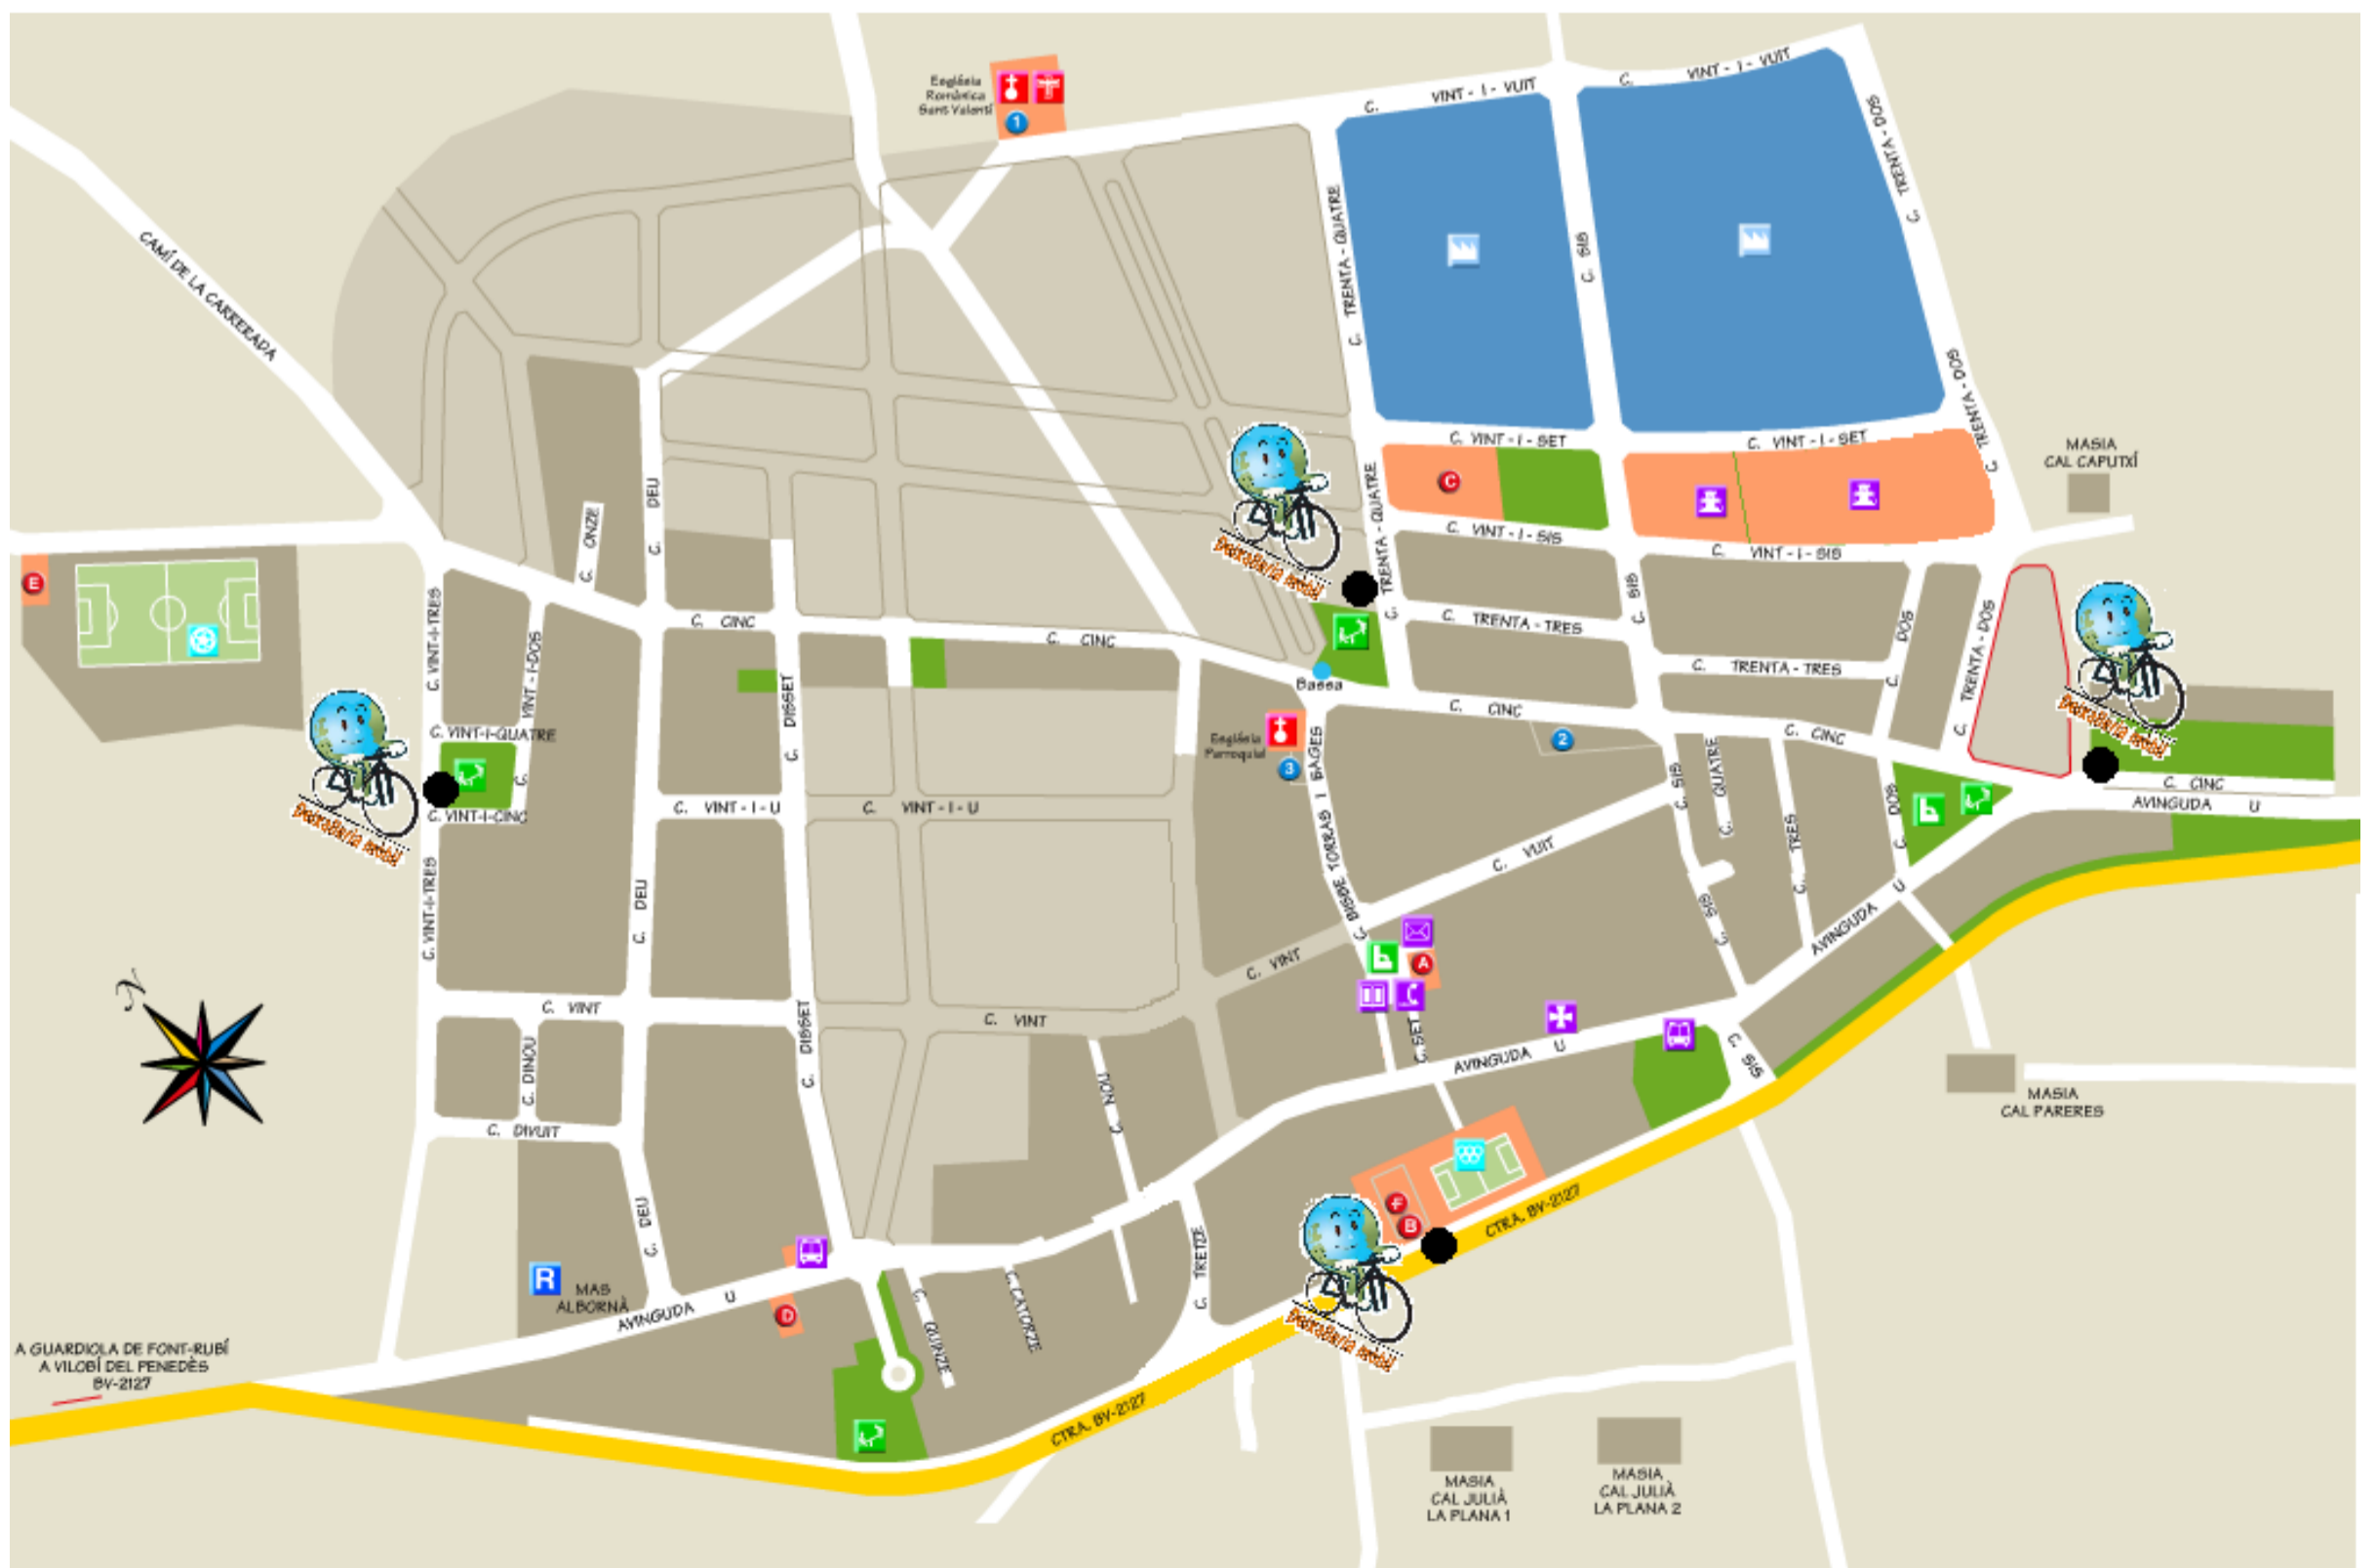 Església
Romànica
Sant Valentí
1
C. VINT - I - VUIT
C. VINT - I - VUIT
C. TRENTA - DOS
C. TRENTA - QUATRE
C. SIS
CAMÍ DE LA CARRERADA
C. TRENTA - DOS
C. VINT - I - SET
C. VINT - I - SET
MASIA
CAL CAPUTXÍ
C
C. TRENTA - QUATRE
C. VINT - I - SIS
C. VINT - I - SIS
C. ONZE
C. DEU
E
C. VINT-I-TRES
C. VINT-I-DOS
C. CINC
C. CINC
C. SIS
C. TRENTA - TRES
C. TRENTA - TRES
C. DOS
C. TRENTA - DOS
Bassa
C. CINC
C. CINC
2
Església
Parroquial
3
C. VINT-I-QUATRE
C. VINT-I-CINC
C. DISSET
C. VINT - I - U
C. VINT - I - U
C. BISBE TORRAS I BAGES
C. SIS
C. QUATRE
C. TRES
C. DOS
C. CINC
AVINGUDA U
C. VUIT
C. VINT-I-TRES
C. DEU
C. SIS
AVINGUDA U
A
C. VINT
N
C. VINT
C. VINT
C. DISSET
C. DINOU
C. NOU
C. SET
AVINGUDA U
C. SIS
MASIA
CAL PARERES
C. DIVUIT
C. DEU
F
B
CTRA. BV-2127
C. TRETZE
R
MAS
ALBORNÀ
AVINGUDA U
D
C. QUINZE
C. CATORZE
A GUARDIOLA DE FONT-RUBÍ
A VILOBÍ DEL PENEDÈS
BV-2127
CTRA. BV-2127
MASIA
CAL JULIÀ
LA PLANA 1
MASIA
CAL JULIÀ
LA PLANA 2